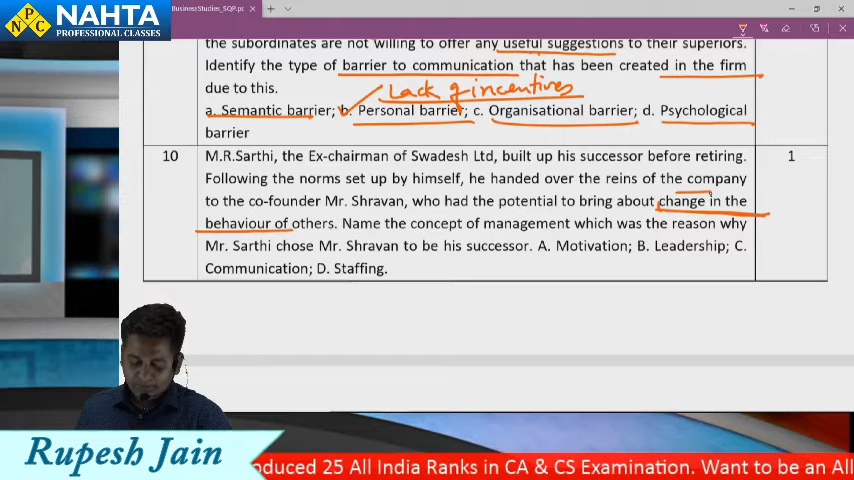 NPC
NAHTA
PROFESSIONAL CLASSES
BusinessStudies_SQP.pc
the subordinates are not willing to offer any useful suggestions to their superiors.
Identify the type of barrier to communication that has been created in the firm
due to this.
Lack of incentives
a. Semantic barrier; b. Personal barrier; c. Organisational barrier; d. Psychological
barrier
10 M.R.Sarthi, the Ex-chairman of Swadesh Ltd, built up his successor before retiring. 1
Following the norms set up by himself, he handed over the reins of the company
to the co-founder Mr. Shravan, who had the potential to bring about change in the
behaviour of others. Name the concept of management which was the reason why
Mr. Sarthi chose Mr. Shravan to be his successor. A. Motivation; B. Leadership; C.
Communication; D. Staffing.
Rupesh Jain
oduced 25 All India Ranks in CA & CS Examination. Want to be an All